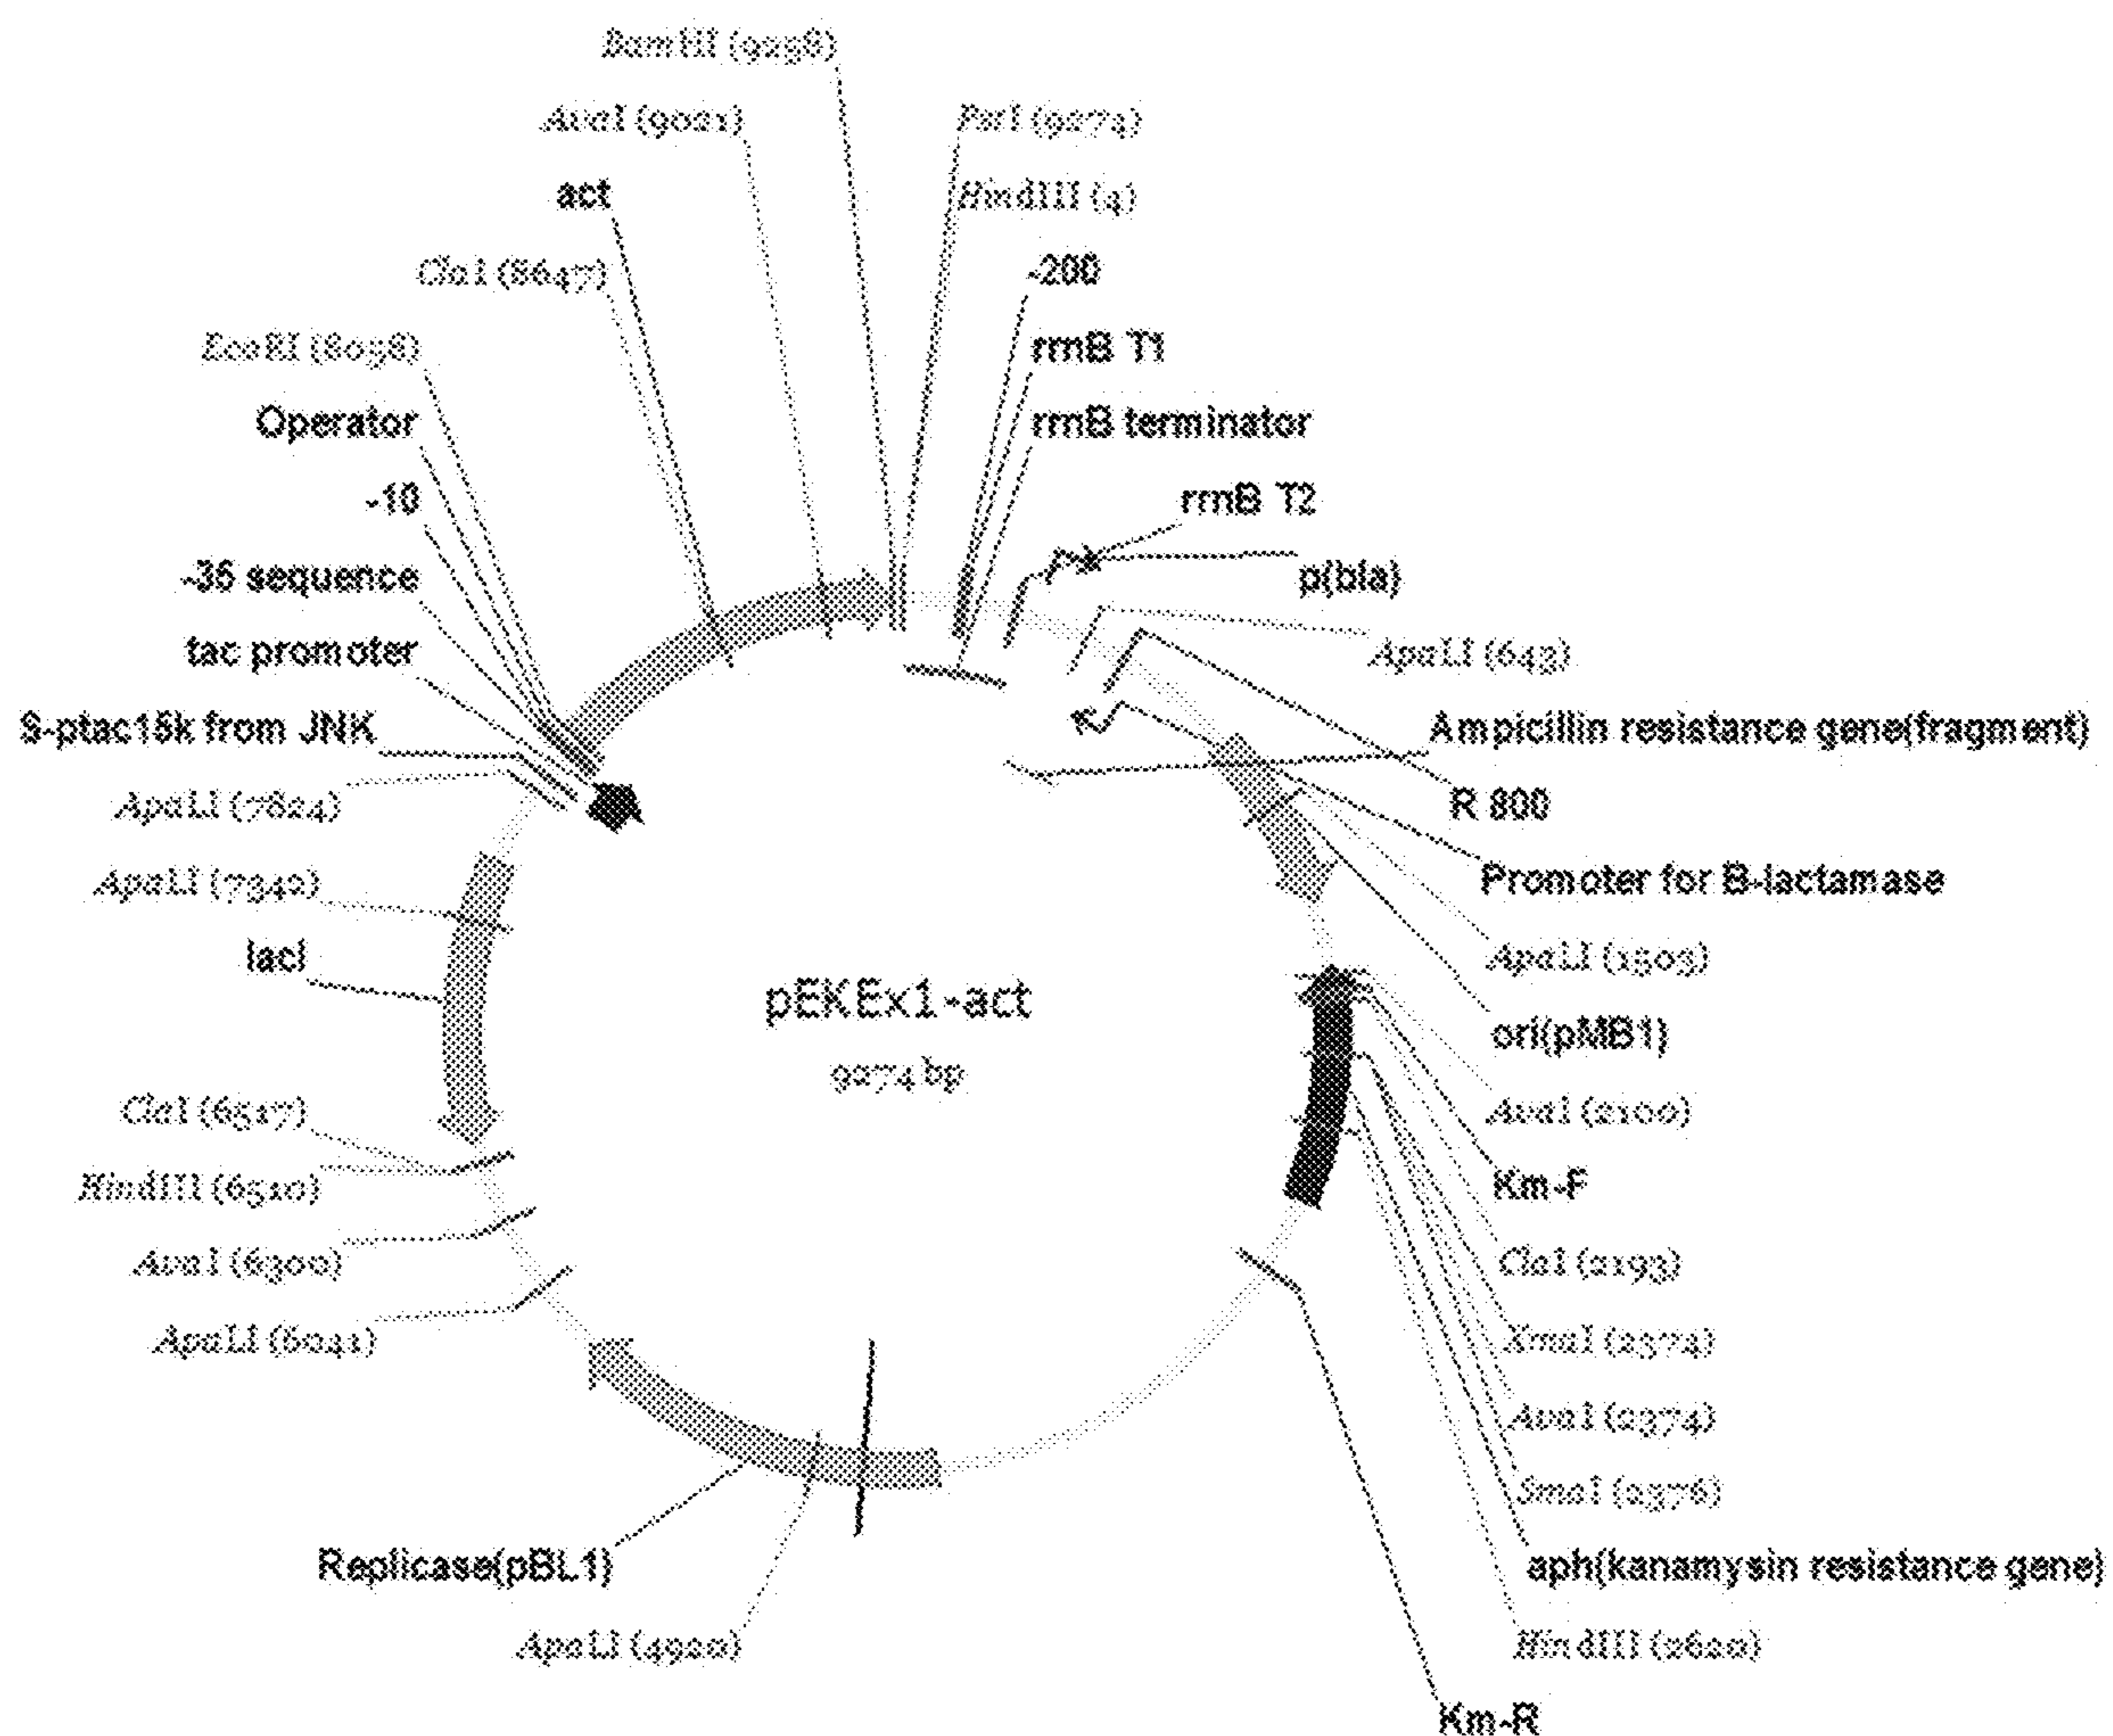 BamHI (9258)
AvaI (9021)
PstI (9274)
act
HindIII (4)
ClaI (8647)
-200
EcoRI (8038)
rrnB T1
Operator
rrnB terminator
-10
rrnB T2
-35 sequence
p(bla)
tac promoter
ApaLI (643)
S-ptac15k from JNK
Ampicillin resistance gene(fragment)
ApaLI (7824)
R 800
ApaLI (7342)
Promoter for B-lactamase
lacI
ApaLI (1503)
pEKEx1-act
ori(pMB1)
9274 bp
ClaI (6517)
AvaI (2100)
HindIII (6510)
Km-F
AvaI (6300)
ClaI (2193)
ApaLI (6041)
XmaI (2374)
AvaI (2374)
SmaI (2376)
Replicase(pBL1)
aph(kanamysin resistance gene)
ApaLI (4920)
HindIII (2620)
Km-R